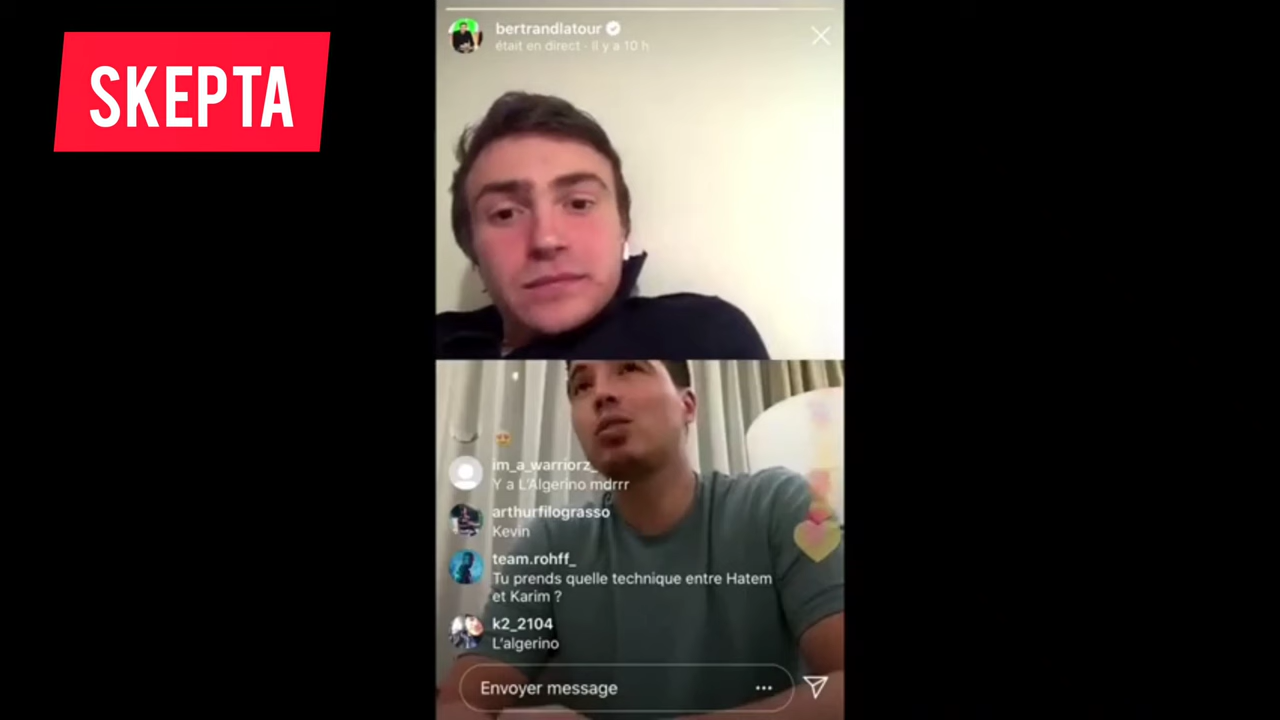 SKEPTA
bertrandlatour
était en direct · il y a 10 h
im_a_warriorz_
Y a L'Algerino mdrrr
arthurfilograsso
Kevin
team.rohff_
Tu prends quelle technique entre Hatem
et Karim ?
k2_2104
L'algerino
Envoyer message